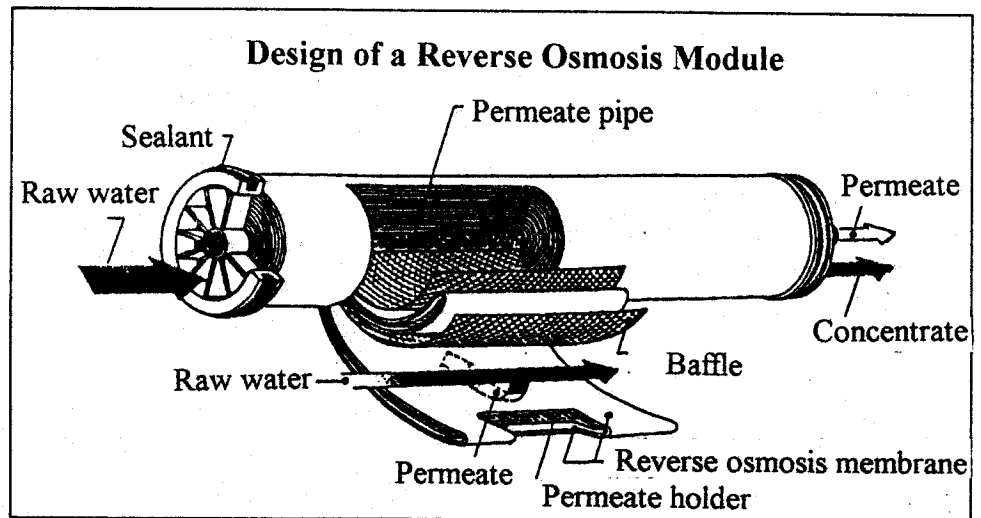 Design of a Reverse Osmosis Module
Permeate pipe
Sealant
Raw water
Permeate
Concentrate
Baffle
Raw water
Permeate
Reverse osmosis membrane
Permeate holder